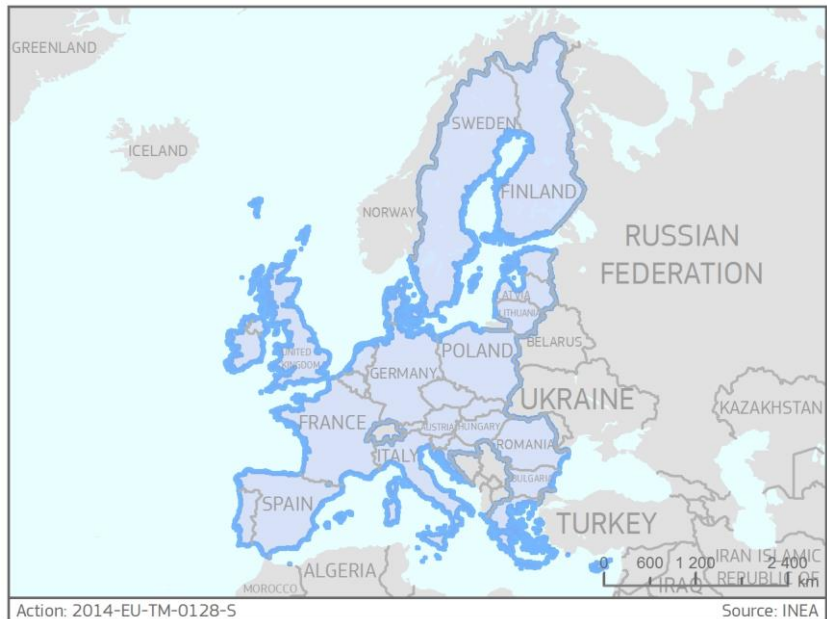 GREENLAND
ICELAND
SWEDEN
FINLAND
NORWAY
RUSSIAN
FEDERATION
LATVIA
LITHUANIA
UNITED
KINGDOM
BELARUS
POLAND
GERMANY
UKRAINE
KAZAKHSTAN
FRANCE
AUSTRIA
HUNGARY
ROMANIA
ITALY
BULGARIA
SPAIN
TURKEY
ALGERIA
MOROCCO
IRAN ISLAMIC
REPUBLIC OF
IRAQ
0 600 1 200 2 400
km
Action: 2014-EU-TM-0128-S
Source: INEA